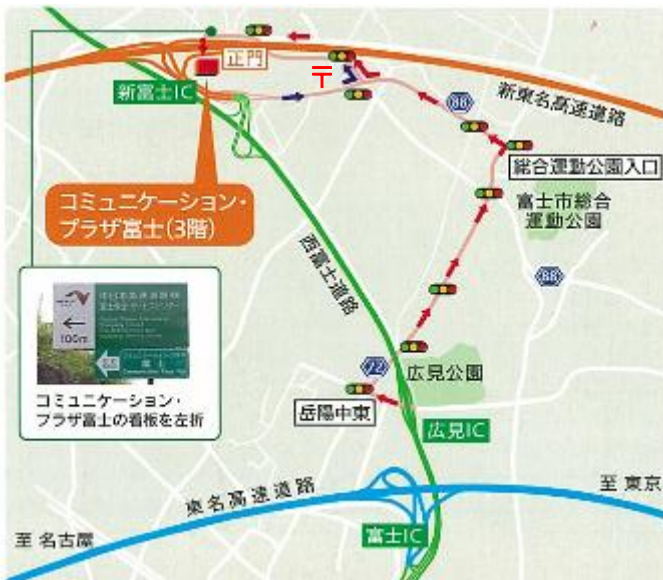 正門
〒
新富士IC
88
新東名高速道路
総合運動公園入口
富士市総合
運動公園
コミュニケーション・
プラザ富士(3階)
西富士道路
88
←
100m
コミュニケーション・
プラザ富士の看板を左折
72
広見公園
岳陽中東
広見IC
東名高速道路
至 東京
至 名古屋
富士IC